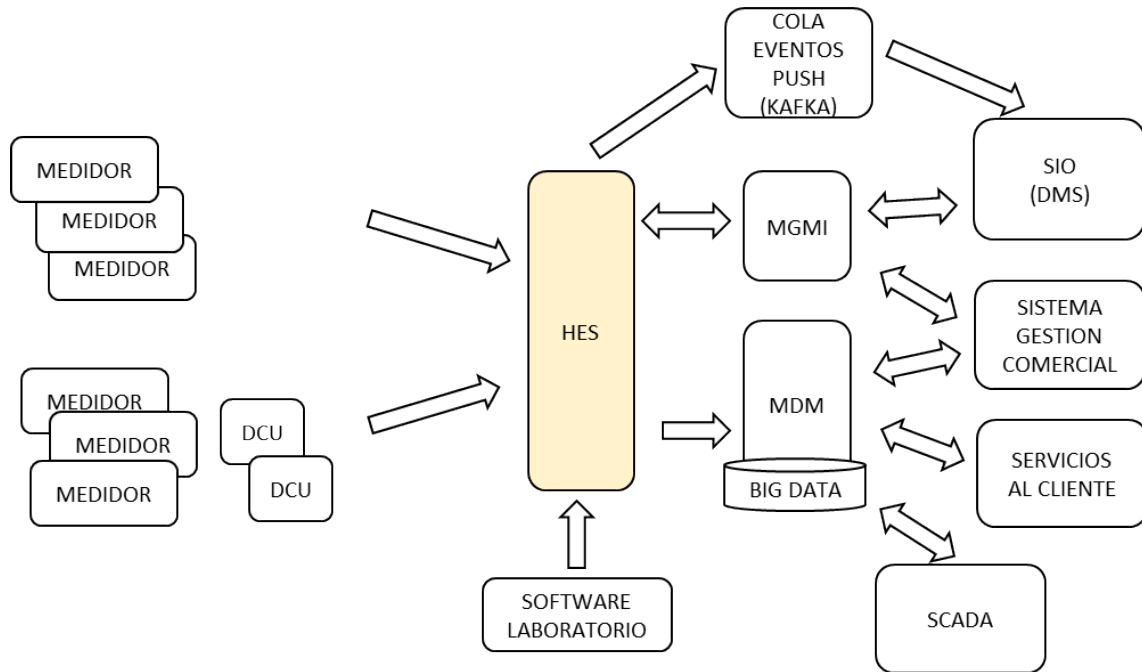 COLA
EVENTOS
PUSH
(KAFKA)
MEDIDOR
MEDIDOR
MEDIDOR
SIO
(DMS)
MGMI
HES
SISTEMA
GESTION
COMERCIAL
MEDIDOR
MEDIDOR
MEDIDOR
DCU
DCU
MDM
BIG DATA
SERVICIOS
AL CLIENTE
SOFTWARE
LABORATORIO
SCADA